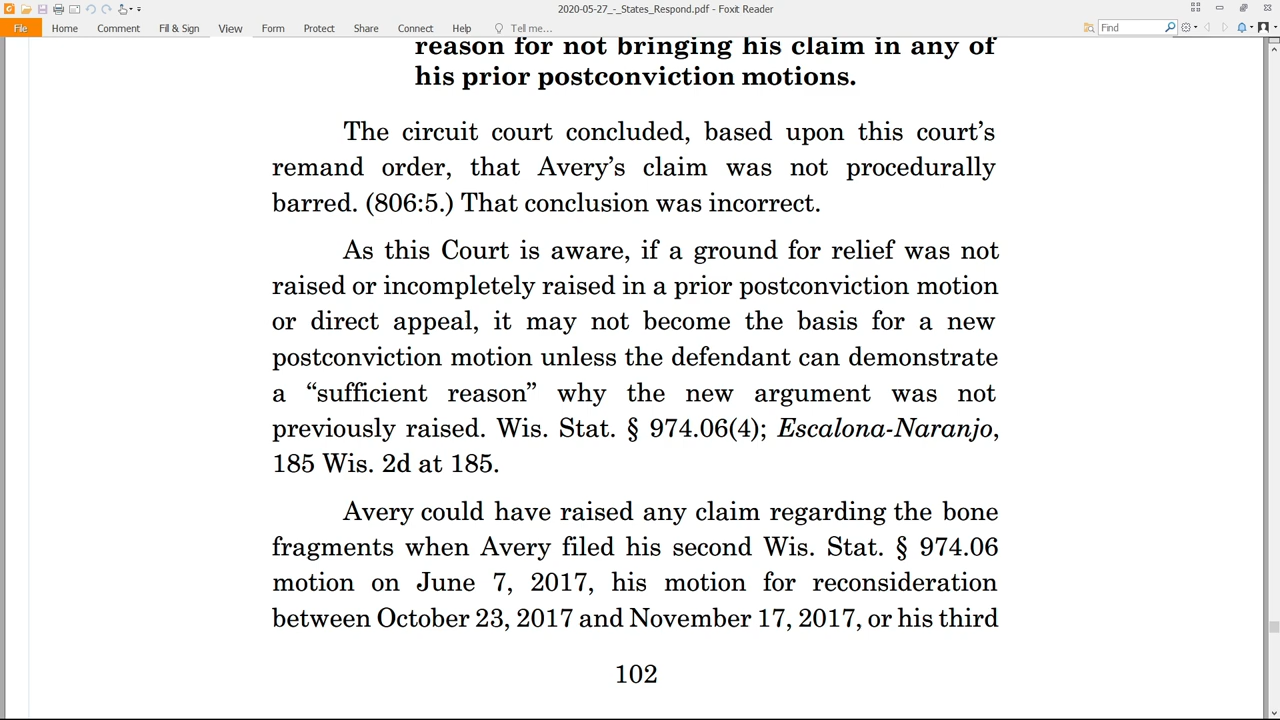 2020-05-27_-_States_Respond.pdf - Foxit Reader
File Home Comment Fill & Sign View Form Protect Share Connect Help Tell me... Find
reason for not bringing his claim in any of
his prior postconviction motions.
The circuit court concluded, based upon this court’s
remand order, that Avery’s claim was not procedurally
barred. (806:5.) That conclusion was incorrect.
As this Court is aware, if a ground for relief was not
raised or incompletely raised in a prior postconviction motion
or direct appeal, it may not become the basis for a new
postconviction motion unless the defendant can demonstrate
a “sufficient reason” why the new argument was not
previously raised. Wis. Stat. § 974.06(4); Escalona-Naranjo,
185 Wis. 2d at 185.
Avery could have raised any claim regarding the bone
fragments when Avery filed his second Wis. Stat. § 974.06
motion on June 7, 2017, his motion for reconsideration
between October 23, 2017 and November 17, 2017, or his third
102